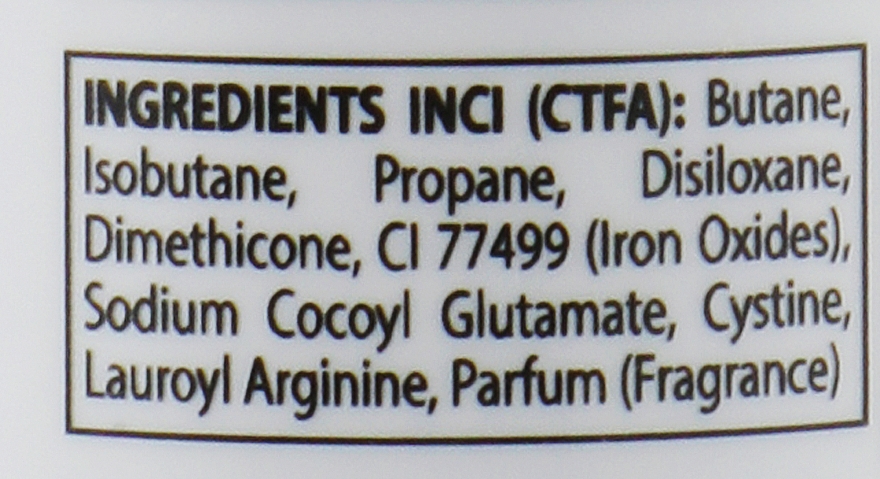 INGREDIENTS INCI (CTFA): Butane,
Isobutane, Propane, Disiloxane,
Dimethicone, CI 77499 (Iron Oxides),
Sodium Cocoyl Glutamate, Cystine,
Lauroyl Arginine, Parfum (Fragrance)